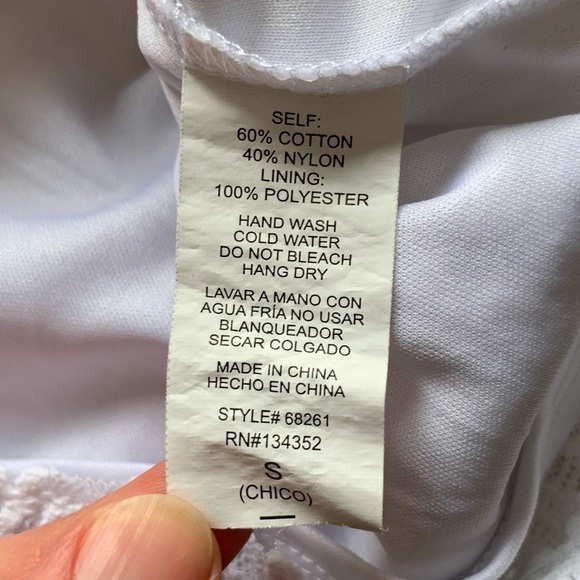 SELF:
60% COTTON
40% NYLON
LINING:
100% POLYESTER
HAND WASH
COLD WATER
DO NOT BLEACH
HANG DRY
LAVAR A MANO CON
AGUA FRÍA NO USAR
BLANQUEADOR
SECAR COLGADO
MADE IN CHINA
HECHO EN CHINA
STYLE# 68261
RN#134352
S
(CHICO)